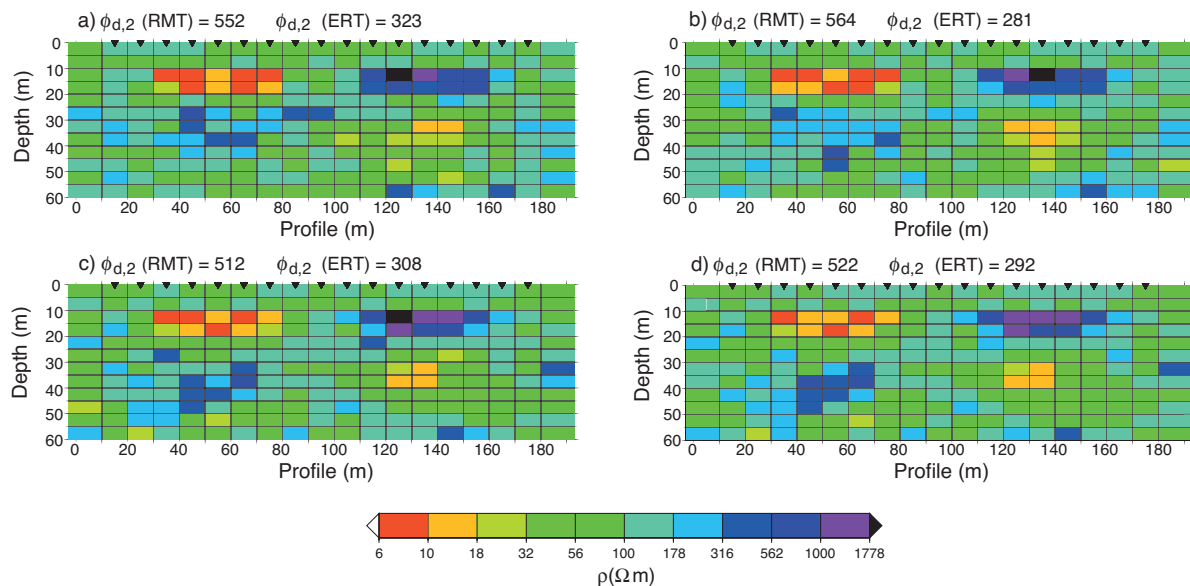 a) ϕd,2 (RMT) = 552 ϕd,2 (ERT) = 323
b) ϕd,2 (RMT) = 564 ϕd,2 (ERT) = 281
0
10
20
30
40
50
60
Depth (m)
0 20 40 60 80 100 120 140 160 180
Profile (m)
0
10
20
30
40
50
60
Depth (m)
0 20 40 60 80 100 120 140 160 180
Profile (m)
c) ϕd,2 (RMT) = 512 ϕd,2 (ERT) = 308
d) ϕd,2 (RMT) = 522 ϕd,2 (ERT) = 292
0
10
20
30
40
50
60
Depth (m)
0 20 40 60 80 100 120 140 160 180
Profile (m)
0
10
20
30
40
50
60
Depth (m)
0 20 40 60 80 100 120 140 160 180
Profile (m)
6 10 18 32 56 100 178 316 562 1000 1778
ρ(Ωm)